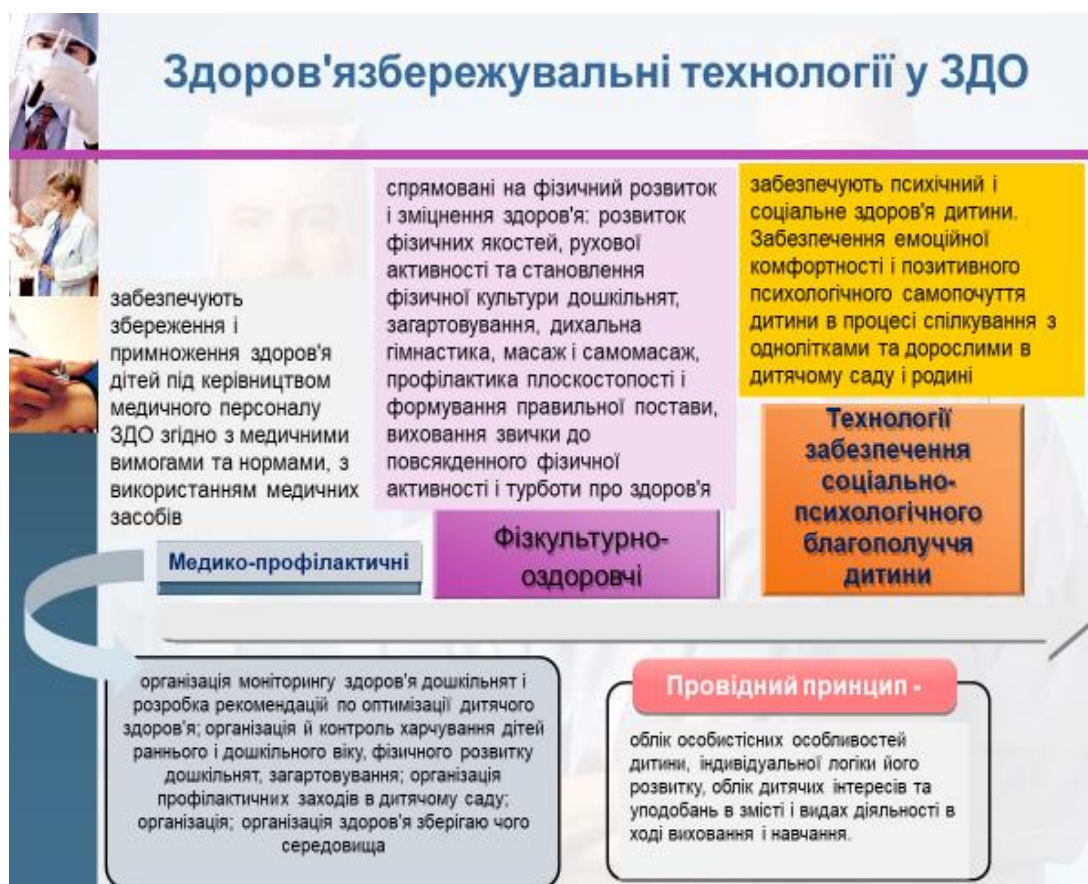 Здоров'язбережувальні технології у ЗДО
забезпечують
збереження і
примноження здоров'я
дітей під керівництвом
медичного персоналу
ЗДО згідно з медичними
вимогами та нормами, з
використанням медичних
засобів
Медико-профілактичні
спрямовані на фізичний розвиток
і зміцнення здоров'я: розвиток
фізичних якостей, рухової
активності та становлення
фізичної культури дошкільнят,
загартовування, дихальна
гімнастика, масаж і самомасаж,
профілактика плоскостопості і
формування правильної постави,
виховання звички до
повсякденного фізичної
активності і турботи про здоров'я
Фізкультурно-
оздоровчі
забезпечують психічний і
соціальне здоров'я дитини.
Забезпечення емоційної
комфортності і позитивного
психологічного самопочуття
дитини в процесі спілкування з
однолітками та дорослими в
дитячому саду і родині
Технології
забезпечення
соціально-
психологічного
благополуччя
дитини
організація моніторингу здоров'я дошкільнят і
розробка рекомендацій по оптимізації дитячого
здоров'я; організація й контроль харчування дітей
раннього і дошкільного віку, фізичного розвитку
дошкільнят, загартовування; організація
профілактичних заходів в дитячому саду;
організація; організація здоров'я зберігаю чого
середовища
Провідний принцип -
облік особистісних особливостей
дитини, індивідуальної логіки його
розвитку, облік дитячих інтересів та
уподобань в змісті і видах діяльності в
ході виховання і навчання.